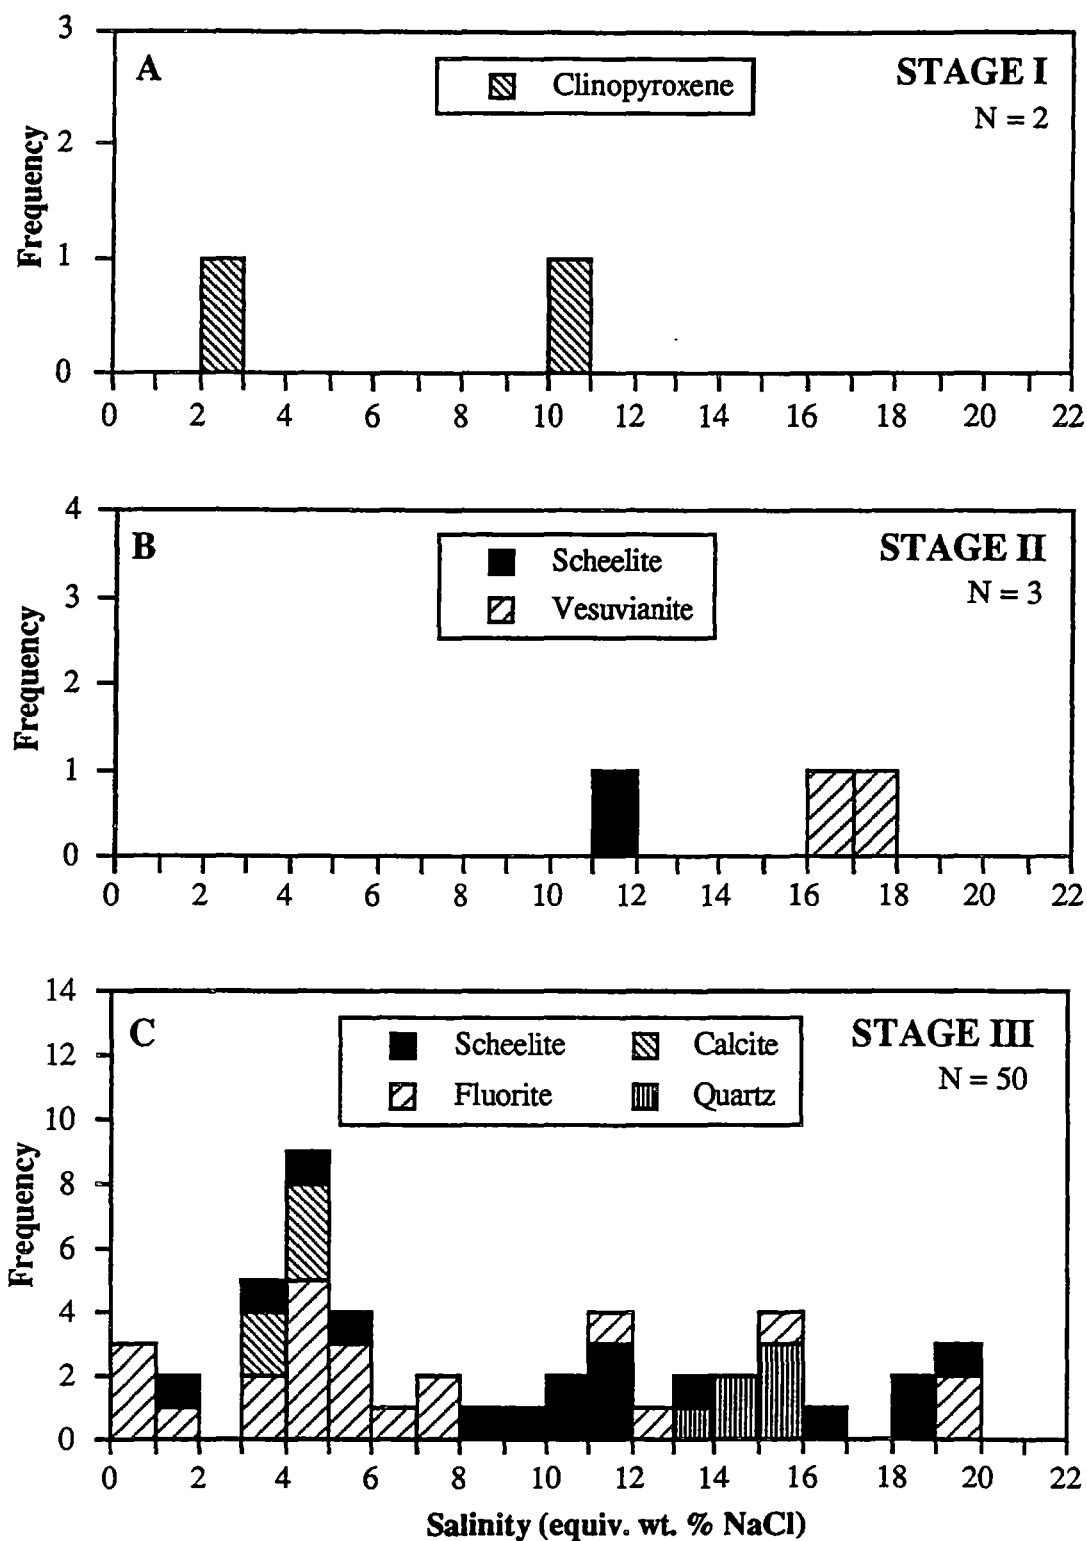 A
Clinopyroxene
STAGE I
N = 2
Frequency
3
2
1
0
0 2 4 6 8 10 12 14 16 18 20 22
B
Scheelite
Vesuvianite
STAGE II
N = 3
Frequency
4
3
2
1
0
0 2 4 6 8 10 12 14 16 18 20 22
C
Scheelite Calcite
Fluorite Quartz
STAGE III
N = 50
Frequency
14
12
10
8
6
4
2
0
0 2 4 6 8 10 12 14 16 18 20 22
Salinity (equiv. wt. % NaCl)